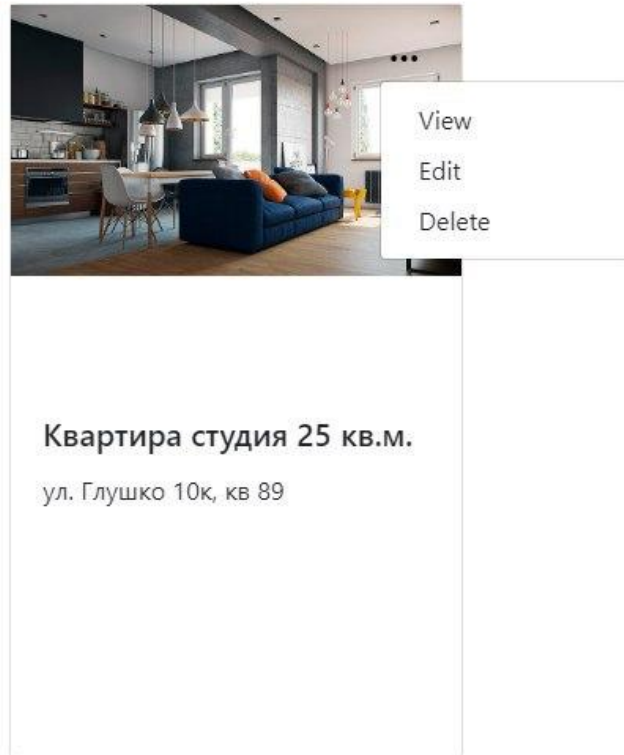 View
Edit
Delete
Квартира студия 25 кв.м.
ул. Глушко 10к, кв 89